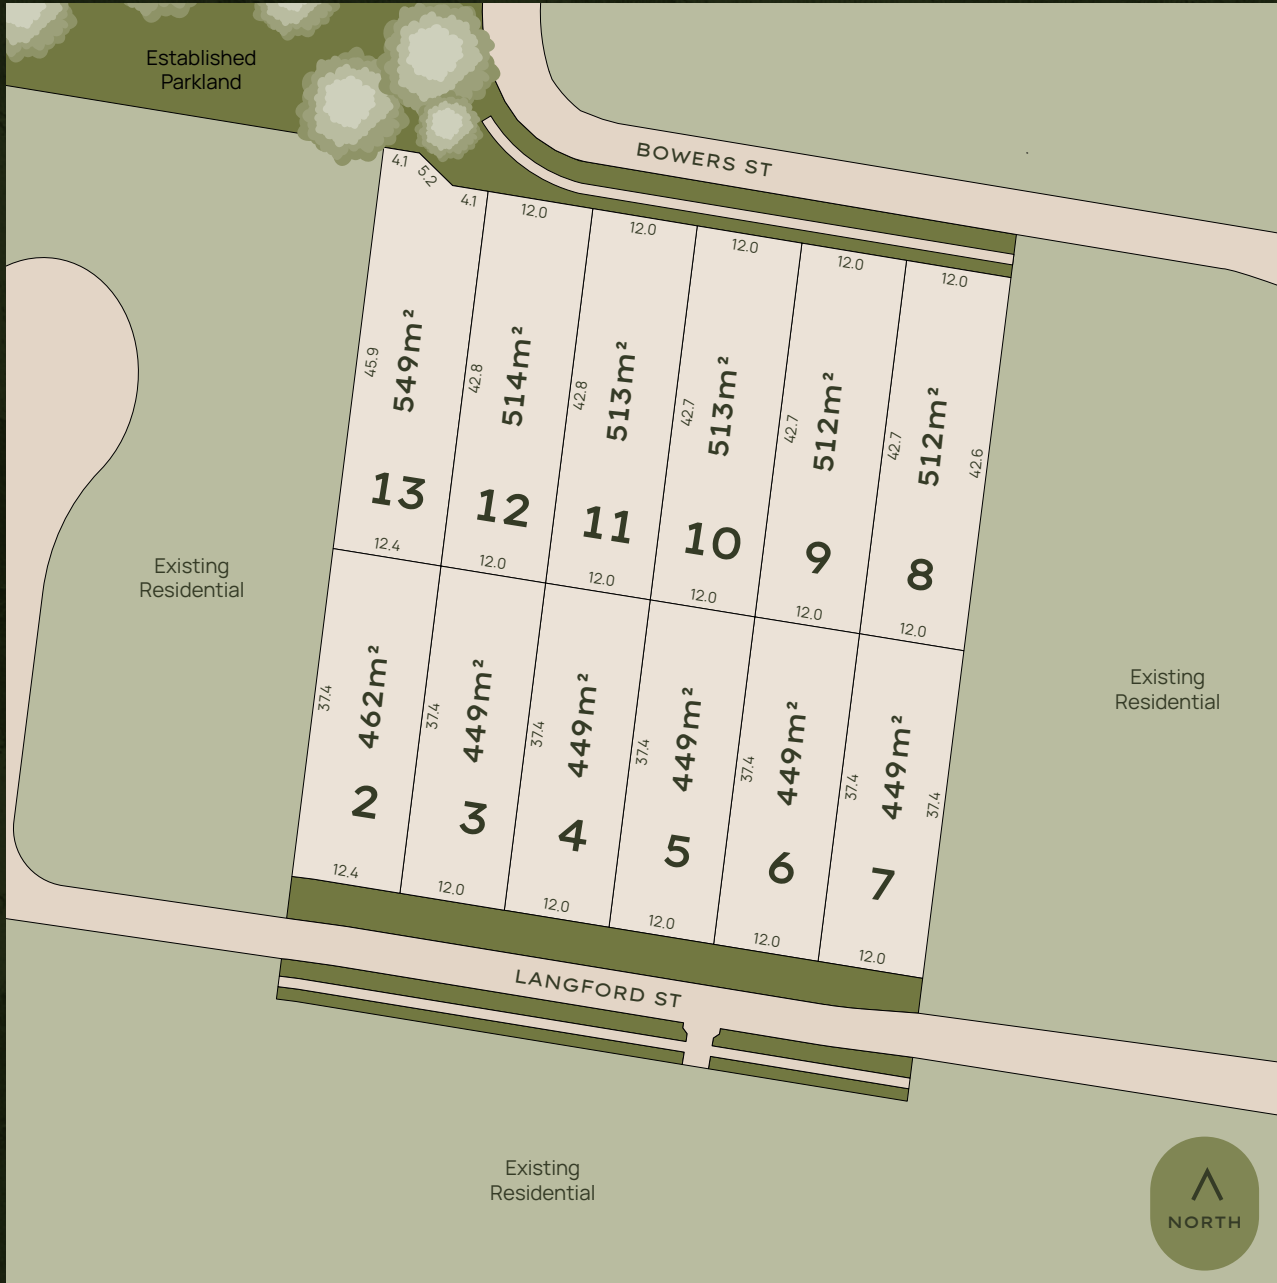 Established
Parkland
BOWERS ST
4.1
5.2
4.1
12.0
12.0
12.0
12.0
12.0
45.9
549m²
42.8
514m²
42.8
513m²
42.7
513m²
42.7
512m²
42.7
512m²
42.6
13
12
11
10
9
8
12.4
12.0
12.0
12.0
12.0
12.0
Existing
Residential
Existing
Residential
37.4
462m²
37.4
449m²
37.4
449m²
37.4
449m²
37.4
449m²
37.4
449m²
37.4
2
3
4
5
6
7
12.4
12.0
12.0
12.0
12.0
12.0
LANGFORD ST
Existing
Residential
NORTH